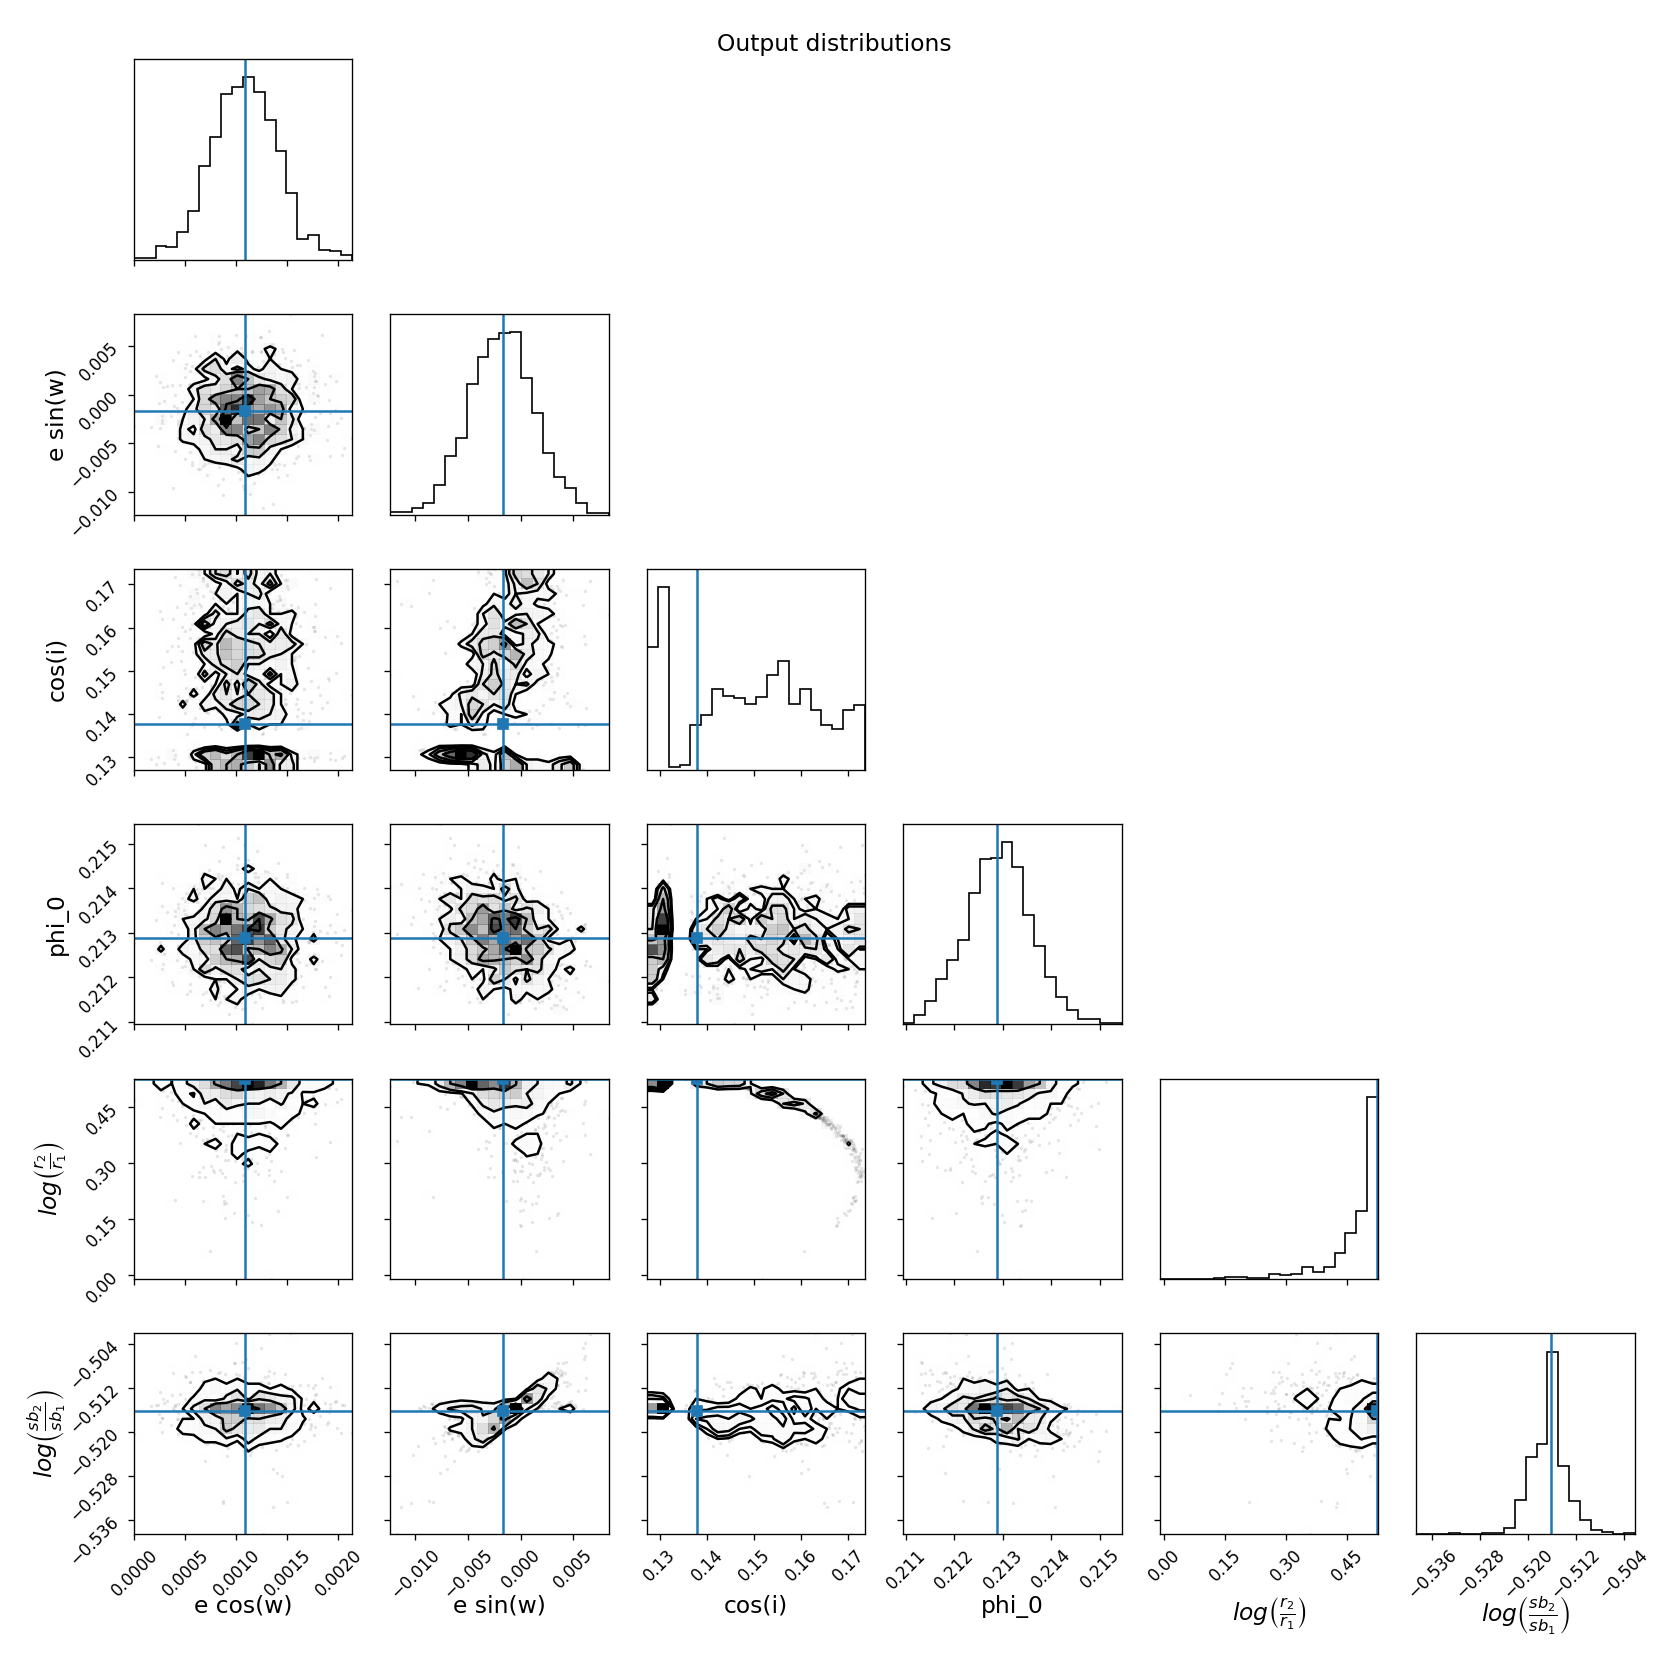 Output distributions
e sin(w)
0.005
0.000
−0.005
−0.010
cos(i)
0.17
0.16
0.15
0.14
0.13
phi_0
0.215
0.214
0.213
0.212
0.211
log(r2/r1)
0.45
0.30
0.15
0.00
log(sb2/sb1)
−0.504
−0.512
−0.520
−0.528
−0.536
0.0000 0.0005 0.0010 0.0015 0.0020 −0.010 −0.005 0.000 0.005 0.13 0.14 0.15 0.16 0.17 0.211 0.212 0.213 0.214 0.215 0.00 0.15 0.30 0.45 −0.536 −0.528 −0.520 −0.512 −0.504
e cos(w) e sin(w) cos(i) phi_0 log(r2/r1) log(sb2/sb1)